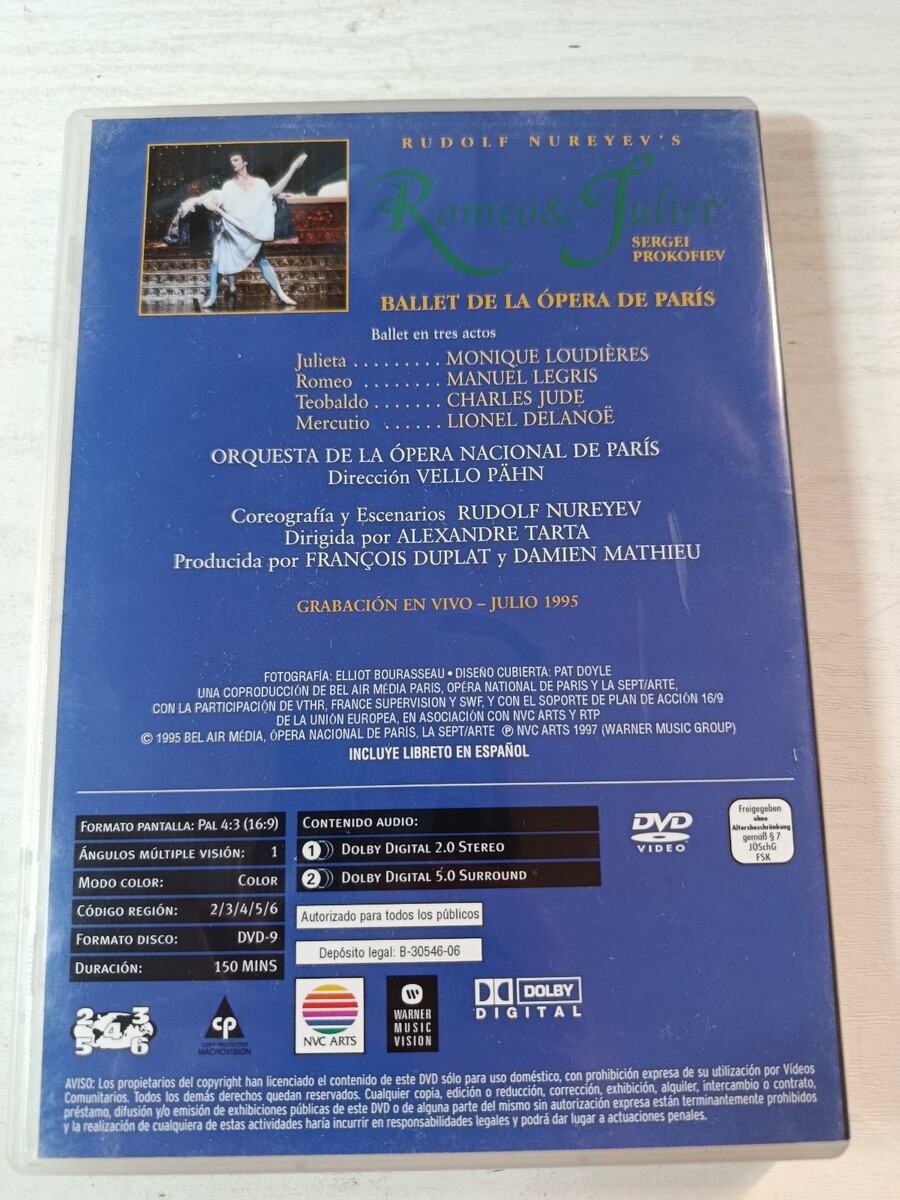 RUDOLF NUREYEV'S
Romeo & Juliet
SERGEI
PROKOFIEV
BALLET DE LA ÓPERA DE PARÍS
Ballet en tres actos
Julieta ......... MONIQUE LOUDIÈRES
Romeo ........ MANUEL LEGRIS
Teobaldo ....... CHARLES JUDE
Mercutio ...... LIONEL DELANOË
ORQUESTA DE LA ÓPERA NACIONAL DE PARÍS
Dirección VELLO PÄHN
Coreografía y Escenarios RUDOLF NUREYEV
Dirigida por ALEXANDRE TARTA
Producida por FRANÇOIS DUPLAT y DAMIEN MATHIEU
GRABACIÓN EN VIVO – JULIO 1995
FOTOGRAFÍA: ELLIOT BOURASSEAU • DISEÑO CUBIERTA: PAT DOYLE
UNA COPRODUCCIÓN DE BEL AIR MÉDIA PARIS, OPÉRA NATIONAL DE PARIS Y LA SEPT/ARTE,
CON LA PARTICIPACIÓN DE VTHR, FRANCE SUPERVISION Y SWF, Y CON EL SOPORTE DE PLAN DE ACCIÓN 16/9
DE LA UNIÓN EUROPEA, EN ASOCIACIÓN CON NVC ARTS Y RTP
© 1995 BEL AIR MÉDIA, ÓPERA NACIONAL DE PARIS, LA SEPT/ARTE ℗ NVC ARTS 1997 (WARNER MUSIC GROUP)
INCLUYE LIBRETO EN ESPAÑOL
FORMATO PANTALLA: PAL 4:3 (16:9)
ÁNGULOS MÚLTIPLE VISIÓN: 1
MODO COLOR: COLOR
CÓDIGO REGIÓN: 2/3/4/5/6
FORMATO DISCO: DVD-9
DURACIÓN: 150 MINS
CONTENIDO AUDIO:
1 DOLBY DIGITAL 2.0 STEREO
2 DOLBY DIGITAL 5.0 SURROUND
Autorizado para todos los públicos
Depósito legal: B-30546-06
DVD
VIDEO
Freigegeben
ohne
Altersbeschränkung
gemäß § 7
JÖSchG
FSK
2 3
4
5 6
cp
COPY PROTECTED
MACROVISION
NVC ARTS
WARNER
MUSIC
VISION
DOLBY
DIGITAL
AVISO: Los propietarios del copyright han licenciado el contenido de este DVD sólo para uso doméstico, con prohibición expresa de su utilización por Vídeos
Comunitarios. Todos los demás derechos quedan reservados. Cualquier copia, edición o reducción, corrección, exhibición, alquiler, intercambio o contrato,
préstamo, difusión y/o emisión de exhibiciones públicas de este DVD o de alguna parte del mismo sin autorización expresa están terminantemente prohibidos
y la realización de cualquiera de estas actividades haría incurrir en responsabilidades legales y podrá dar lugar a actuaciones penales.